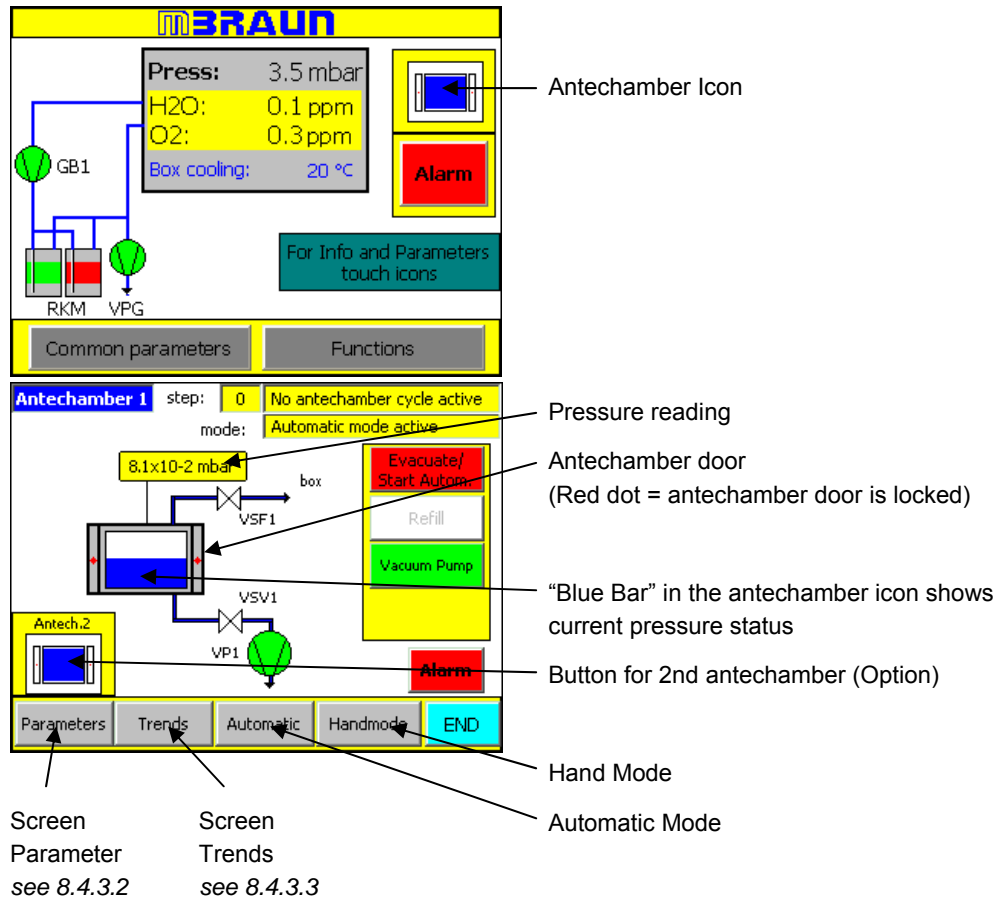 mBRAUN
Press: 3.5 mbar
H2O: 0.1 ppm
O2: 0.3 ppm
Box cooling: 20 °C
GB1
Alarm
Antechamber Icon
For Info and Parameters
touch icons
RKM VPG
Common parameters Functions
Antechamber 1 step: 0 No antechamber cycle active
mode: Automatic mode active
Pressure reading
8.1x10-2 mbar
box
VSF1
Evacuate/
Start Autom.
Refill
Vacuum Pump
Antechamber door
(Red dot = antechamber door is locked)
“Blue Bar” in the antechamber icon shows
current pressure status
VSV1
Antech.2
VP1
Alarm
Button for 2nd antechamber (Option)
Parameters Trends Automatic Handmode END
Hand Mode
Automatic Mode
Screen
Parameter
see 8.4.3.2
Screen
Trends
see 8.4.3.3